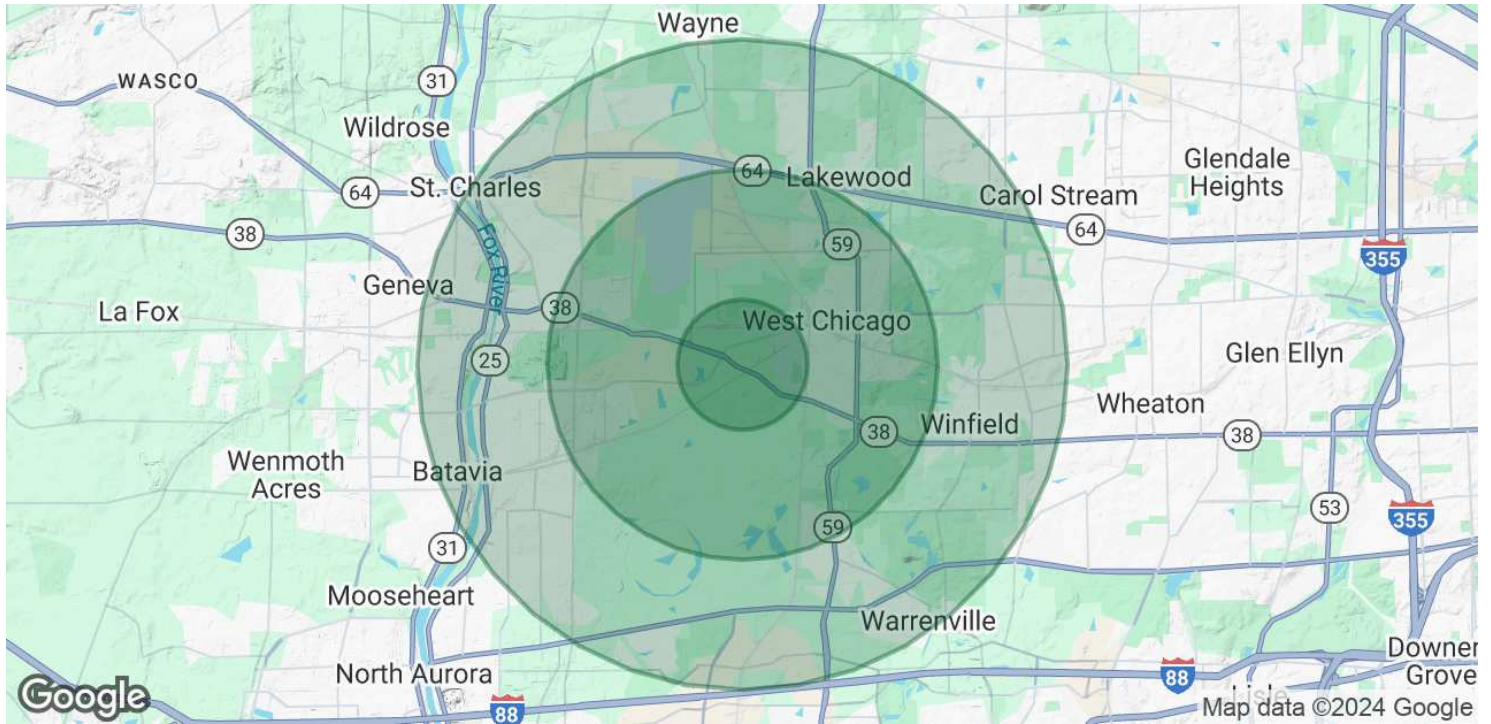 Wayne
WASCO
31
Wildrose
64
St. Charles
64
Lakewood
Carol Stream
64
Glendale
Heights
38
Fox River
59
355
Geneva
38
La Fox
West Chicago
25
Glen Ellyn
Wheaton
38
Winfield
38
Wenmoth
Acres
Batavia
53
355
59
31
Mooseheart
Warrenville
North Aurora
88
Downer
Grove
Lisle
88
Google
Map data ©2024 Google